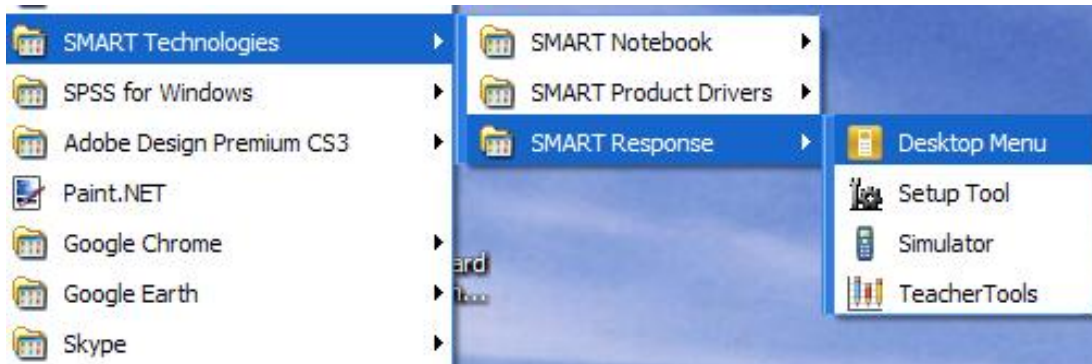 SMART Technologies
SPSS for Windows
Adobe Design Premium CS3
Paint.NET
Google Chrome
Google Earth
Skype
SMART Notebook
SMART Product Drivers
SMART Response
Desktop Menu
Setup Tool
Simulator
TeacherTools